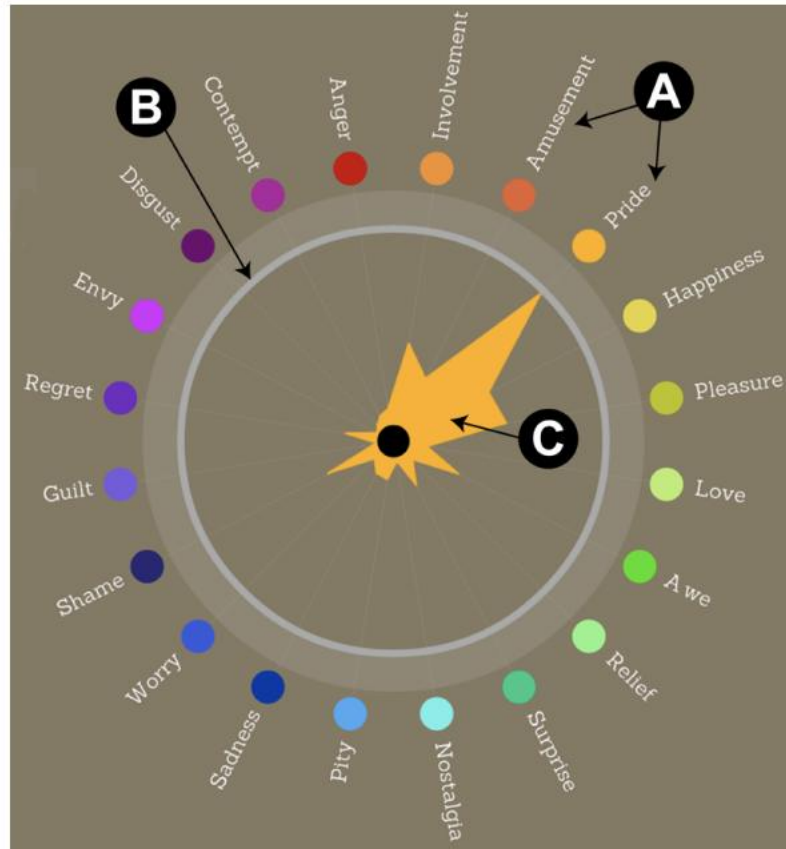 A
B
C
Involvement
Amusement
Pride
Happiness
Pleasure
Love
Awe
Relief
Surprise
Nostalgia
Pity
Sadness
Worry
Shame
Guilt
Regret
Envy
Disgust
Contempt
Anger